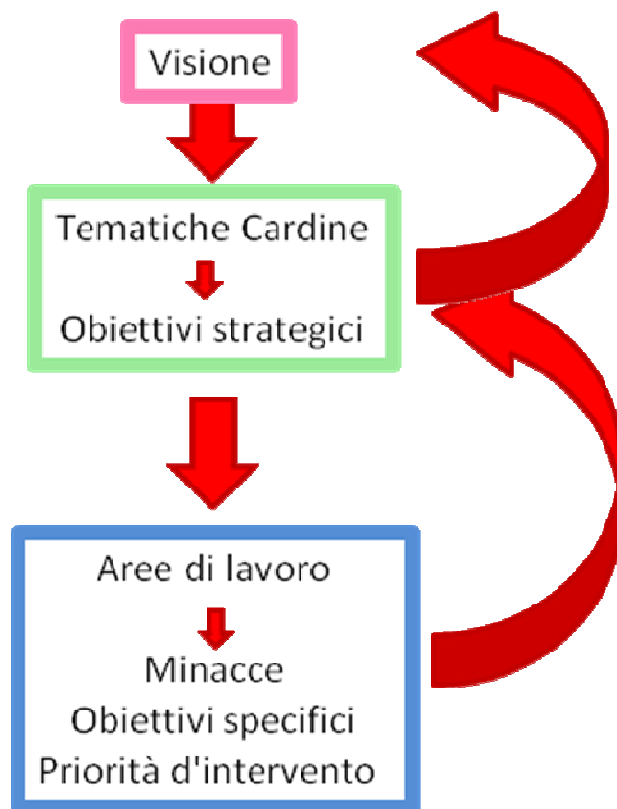 Visione
Tematiche Cardine
Obiettivi strategici
Aree di lavoro
Minacce
Obiettivi specifici
Priorità d'intervento